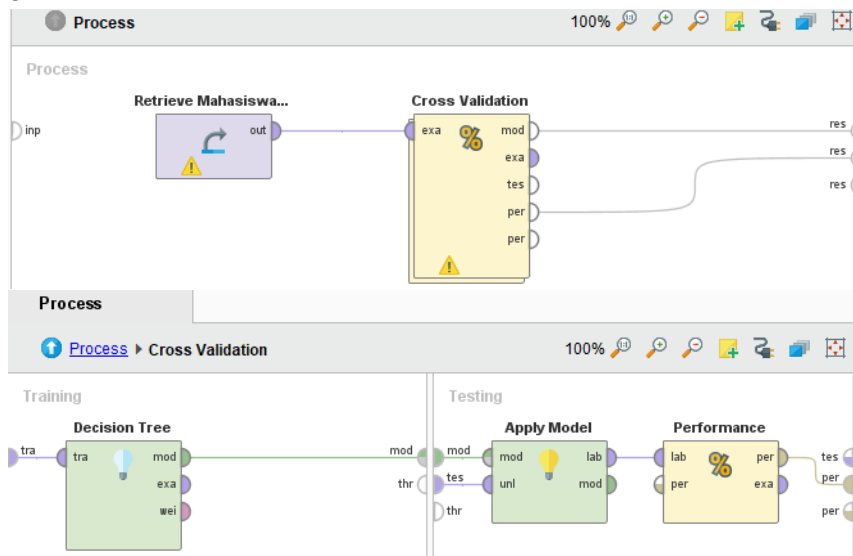 Process
100%
Process
Retrieve Mahasiswa...
Cross Validation
inp
out
exa
mod
exa
tes
per
per
res
res
res
Process
Process ▸ Cross Validation
100%
Training
Testing
Decision Tree
Apply Model
Performance
tra
tra
mod
exa
wei
mod
thr
mod
tes
thr
mod
unl
lab
mod
lab
per
per
exa
tes
per
per